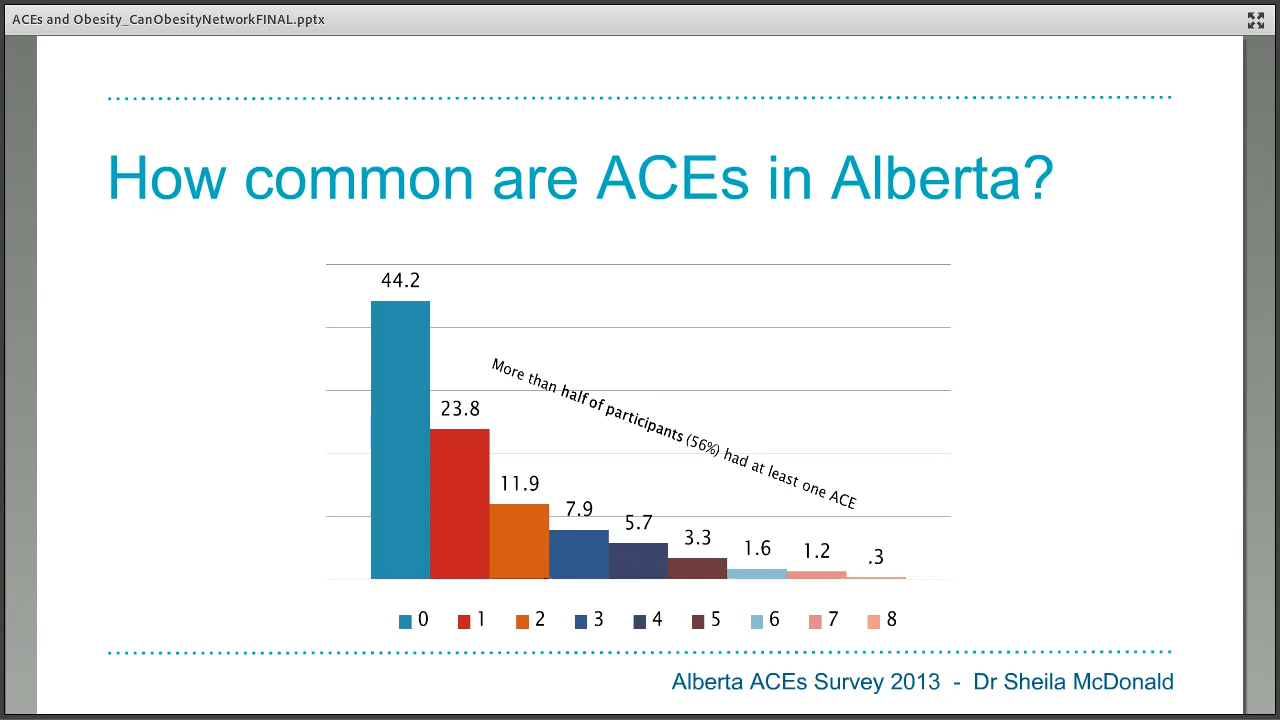 ACEs and Obesity_CanObesityNetworkFINAL.pptx
How common are ACEs in Alberta?
44.2
23.8
11.9
7.9
5.7
3.3
1.6
1.2
.3
More than half of participants (56%) had at least one ACE
0 1 2 3 4 5 6 7 8
Alberta ACEs Survey 2013 - Dr Sheila McDonald